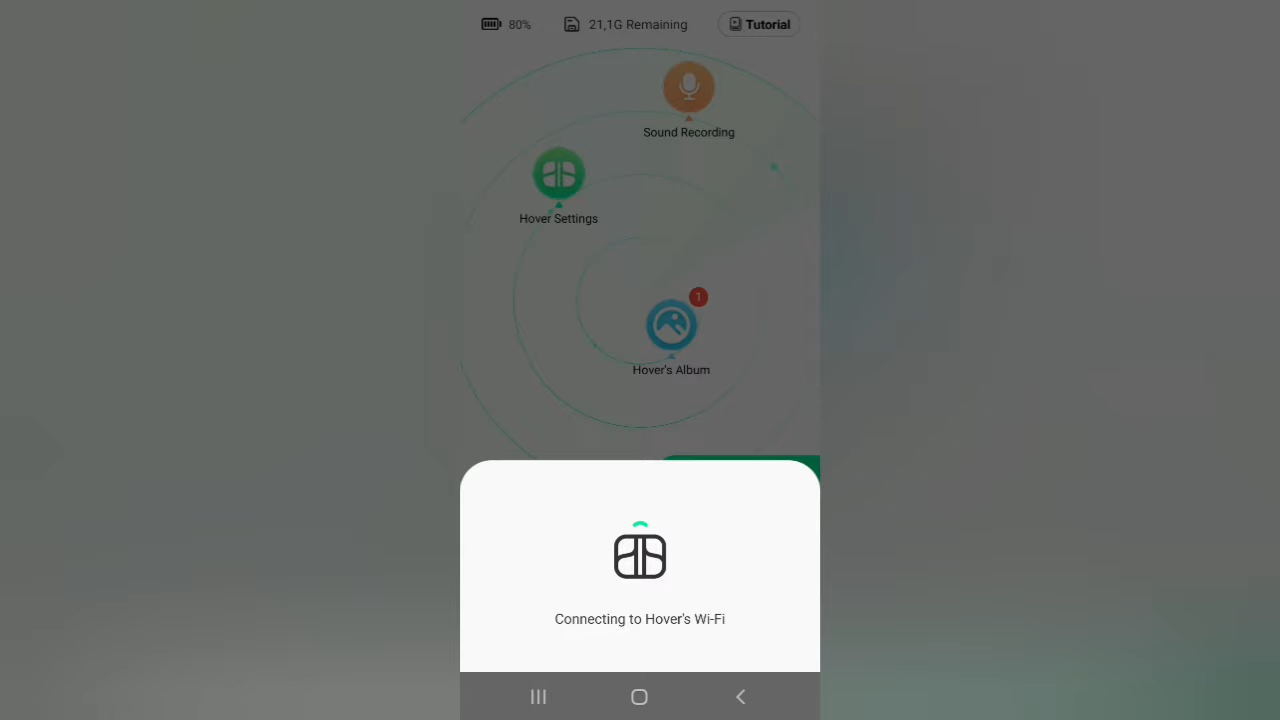 80%
21,1G Remaining
Tutorial
Sound Recording
Hover Settings
1
Hover's Album
Connecting to Hover's Wi-Fi